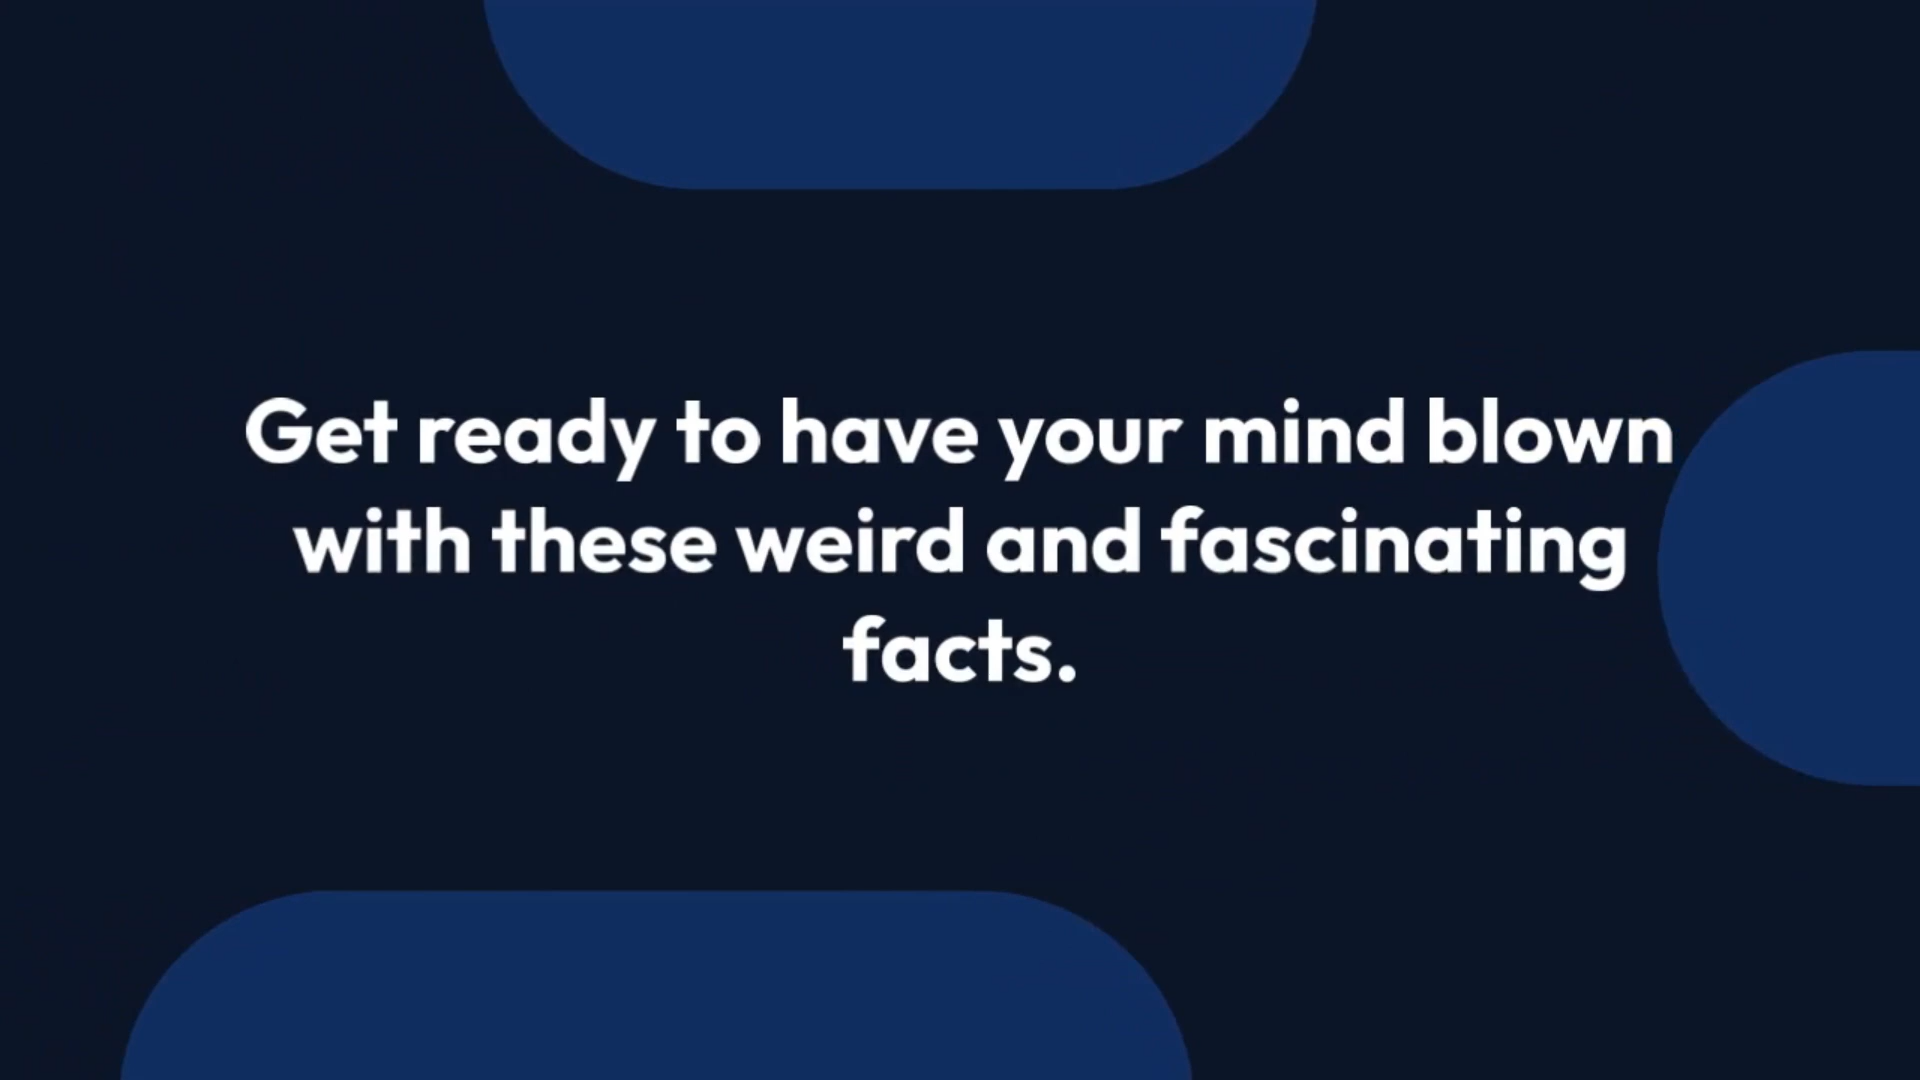 Get ready to have your mind blown
with these weird and fascinating
facts.